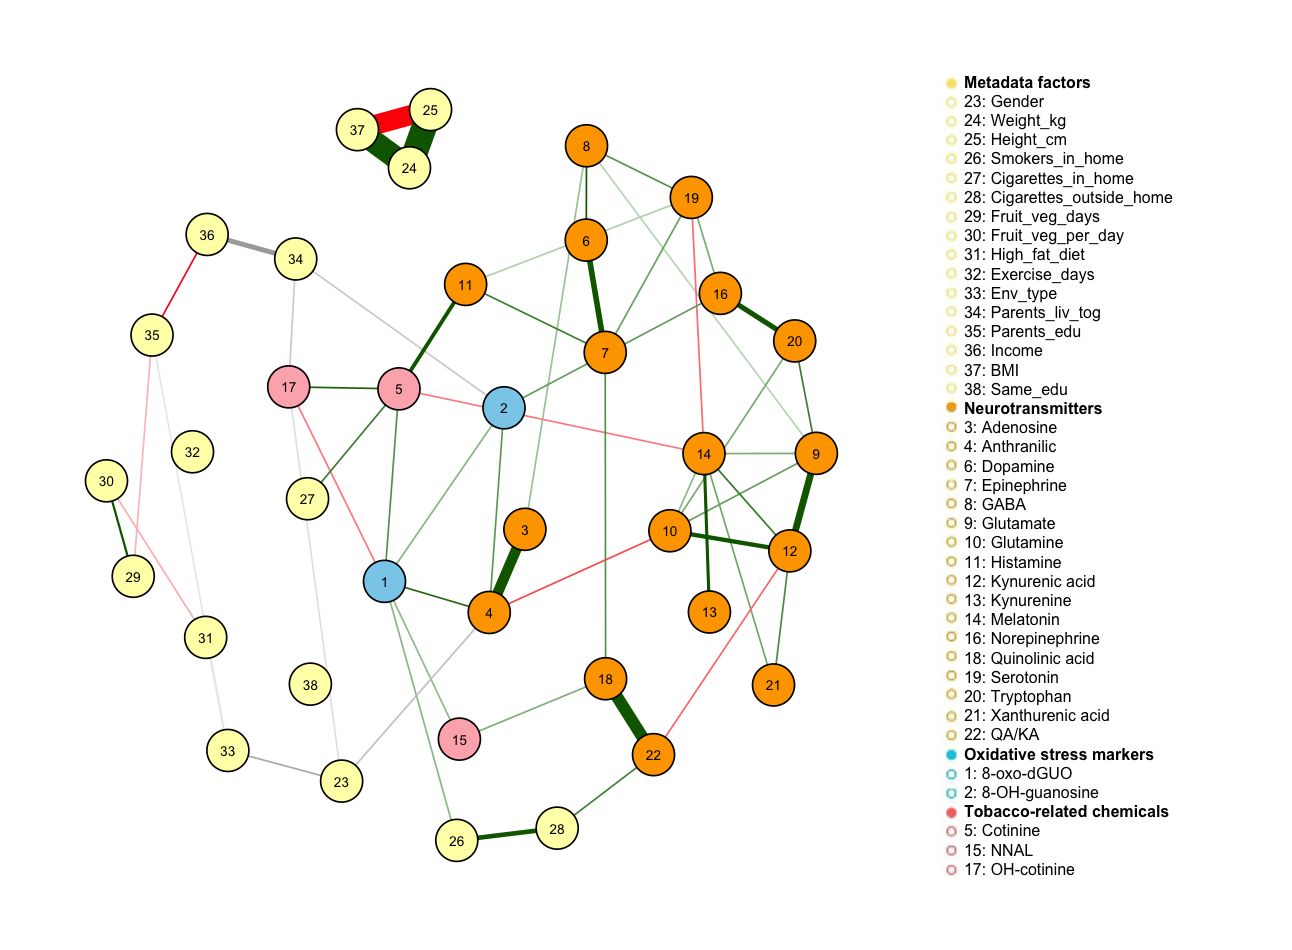 25
37
24
8
19
36
6
34
11
16
35
20
7
17
5
2
32
14
9
30
27
3
10
12
29
1
13
4
31
18
38
21
15
33
22
23
28
26
Metadata factors
23: Gender
24: Weight_kg
25: Height_cm
26: Smokers_in_home
27: Cigarettes_in_home
28: Cigarettes_outside_home
29: Fruit_veg_days
30: Fruit_veg_per_day
31: High_fat_diet
32: Exercise_days
33: Env_type
34: Parents_liv_tog
35: Parents_edu
36: Income
37: BMI
38: Same_edu
Neurotransmitters
3: Adenosine
4: Anthranilic
6: Dopamine
7: Epinephrine
8: GABA
9: Glutamate
10: Glutamine
11: Histamine
12: Kynurenic acid
13: Kynurenine
14: Melatonin
16: Norepinephrine
18: Quinolinic acid
19: Serotonin
20: Tryptophan
21: Xanthurenic acid
22: QA/KA
Oxidative stress markers
1: 8-oxo-dGUO
2: 8-OH-guanosine
Tobacco-related chemicals
5: Cotinine
15: NNAL
17: OH-cotinine